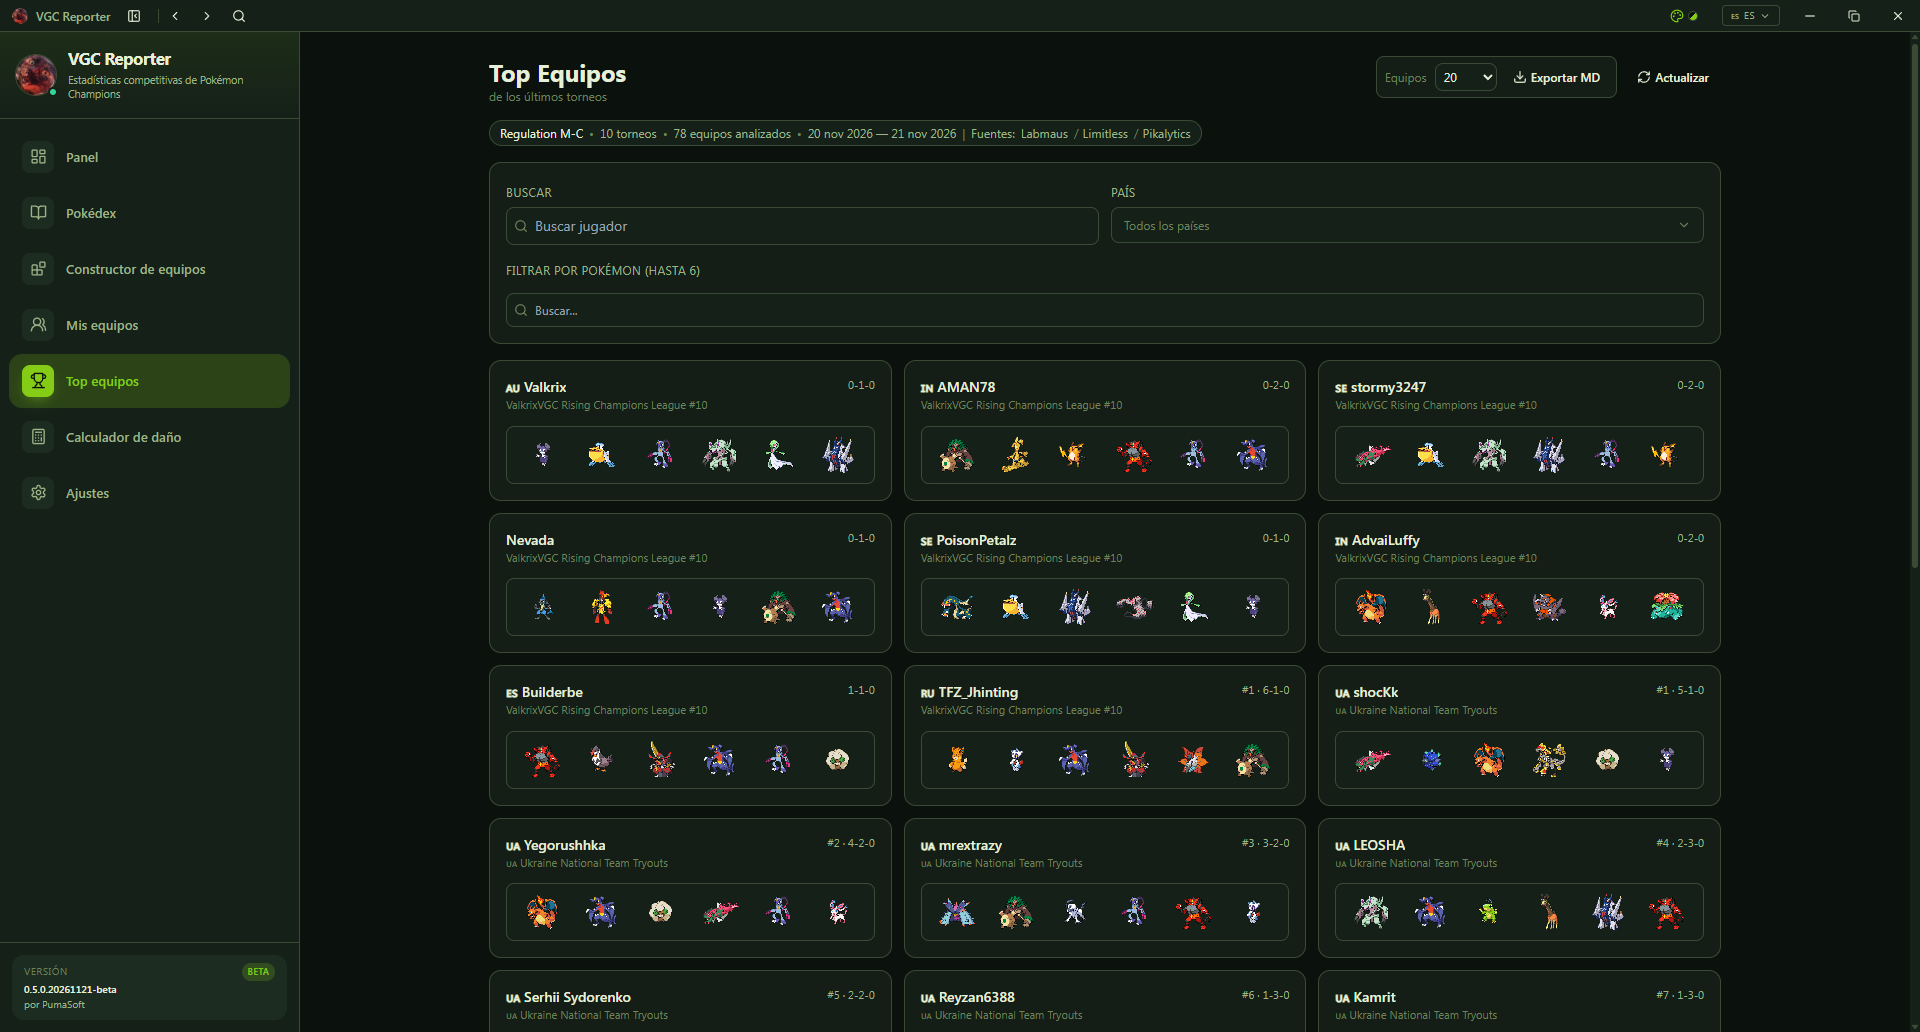 VGC Reporter
ES ES
VGC Reporter
Estadísticas competitivas de Pokémon
Champions
Panel
Pokédex
Constructor de equipos
Mis equipos
Top equipos
Calculador de daño
Ajustes
VERSIÓN
BETA
0.5.0.20261121-beta
por PumaSoft
Top Equipos
de los últimos torneos
Equipos 20 Exportar MD Actualizar
Regulation M-C • 10 torneos • 78 equipos analizados • 20 nov 2026 — 21 nov 2026 | Fuentes: Labmaus / Limitless / Pikalytics
BUSCAR
Buscar jugador
PAÍS
Todos los países
FILTRAR POR POKÉMON (HASTA 6)
Buscar...
AU Valkrix 0-1-0
ValkrixVGC Rising Champions League #10
IN AMAN78 0-2-0
ValkrixVGC Rising Champions League #10
SE stormy3247 0-2-0
ValkrixVGC Rising Champions League #10
Nevada 0-1-0
ValkrixVGC Rising Champions League #10
SE PoisonPetalz 0-1-0
ValkrixVGC Rising Champions League #10
IN AdvaiLuffy 0-2-0
ValkrixVGC Rising Champions League #10
ES Builderbe 1-1-0
ValkrixVGC Rising Champions League #10
RU TFZ_Jhinting #1 · 6-1-0
ValkrixVGC Rising Champions League #10
UA shocKk #1 · 5-1-0
UA Ukraine National Team Tryouts
UA Yegorushhka #2 · 4-2-0
UA Ukraine National Team Tryouts
UA mrextrazy #3 · 3-2-0
UA Ukraine National Team Tryouts
UA LEOSHA #4 · 2-3-0
UA Ukraine National Team Tryouts
UA Serhii Sydorenko #5 · 2-2-0
UA Ukraine National Team Tryouts
UA Reyzan6388 #6 · 1-3-0
UA Ukraine National Team Tryouts
UA Kamrit #7 · 1-3-0
UA Ukraine National Team Tryouts